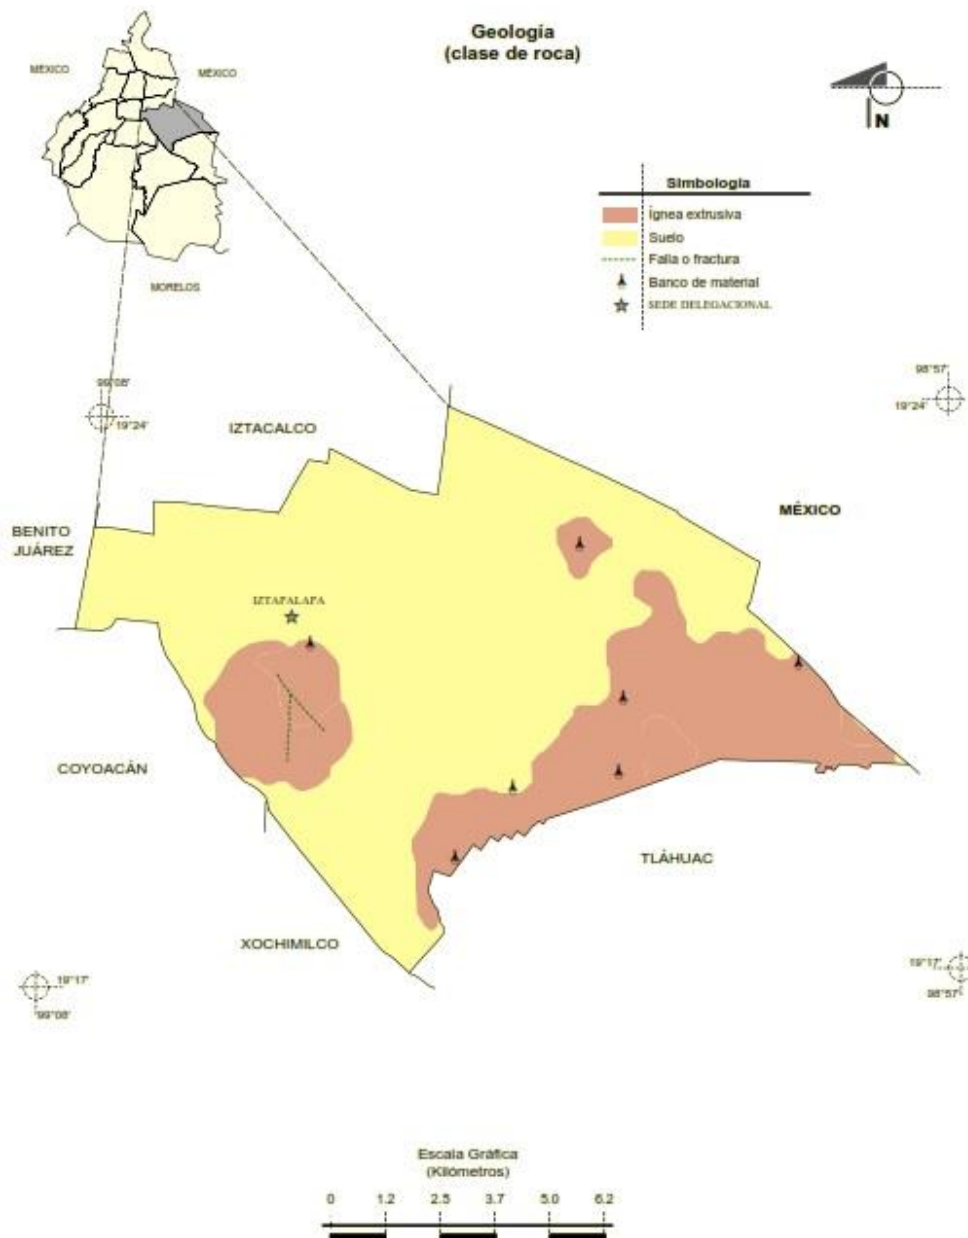 Geología
(clase de roca)
MÉXICO
MÉXICO
MORELOS
N
Simbología
Ígnea extrusiva
Suelo
Falla o fractura
Banco de material
SEDE DELEGACIONAL
99°08'
19°24'
98°57'
19°24'
IZTACALCO
BENITO
JUÁREZ
MÉXICO
IZTAPALAPA
COYOACÁN
TLÁHUAC
XOCHIMILCO
19°17'
99°08'
19°17'
98°57'
Escala Gráfica
(Kilómetros)
0 1.2 2.5 3.7 5.0 6.2